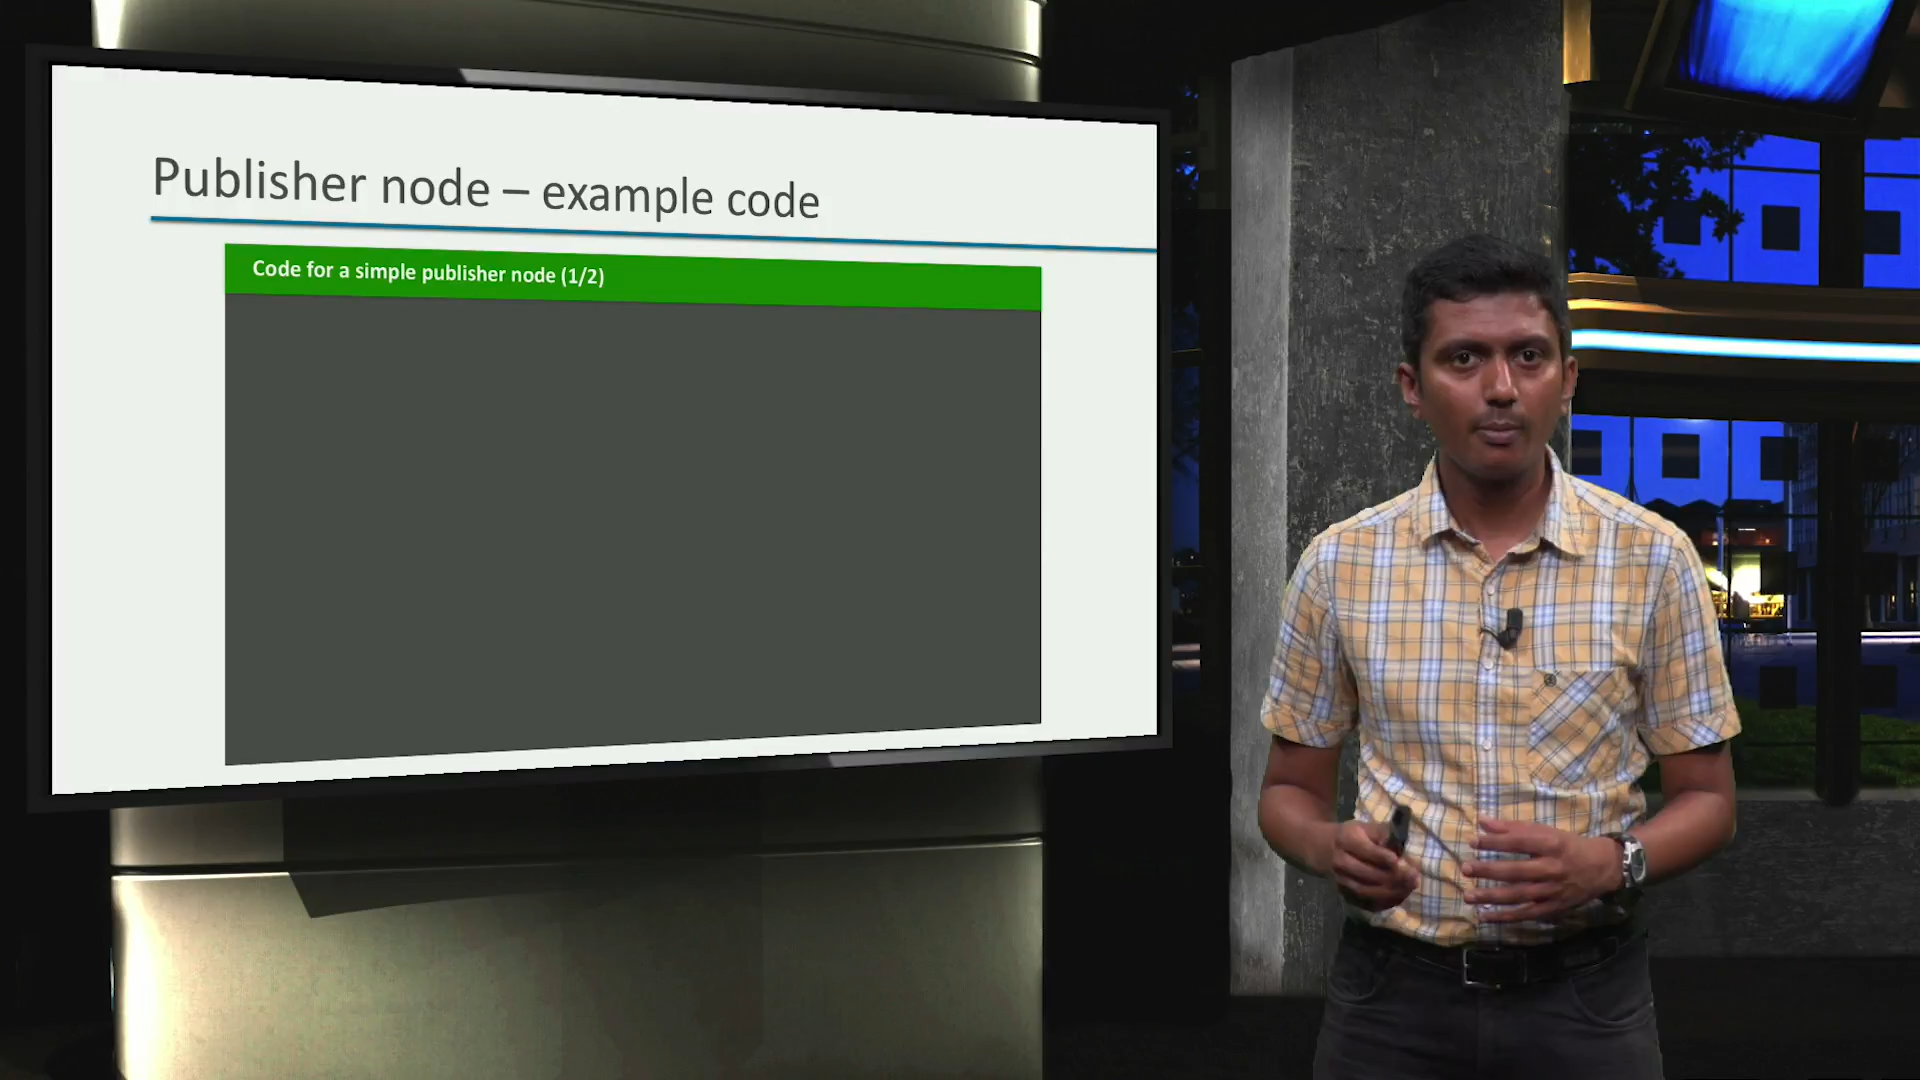 Publisher node – example code
Code for a simple publisher node (1/2)